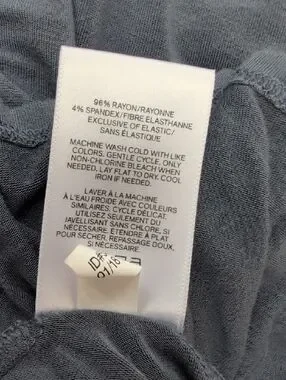 96% RAYON/RAYONNE
4% SPANDEX/FIBRE ELASTHANNE
EXCLUSIVE OF ELASTIC/
SANS ÉLASTIQUE
MACHINE WASH COLD WITH LIKE
COLORS. GENTLE CYCLE. ONLY
NON-CHLORINE BLEACH WHEN
NEEDED. LAY FLAT TO DRY. COOL
IRON IF NEEDED.
LAVER À LA MACHINE
À L'EAU FROIDE AVEC COULEURS
SIMILAIRES. CYCLE DÉLICAT.
UTILISEZ SEULEMENT DU
JAVELLISANT SANS CHLORE, SI
NÉCESSAIRE. ÉTENDRE À PLAT
POUR SÉCHER. REPASSAGE DOUX,
SI NÉCESSAIRE